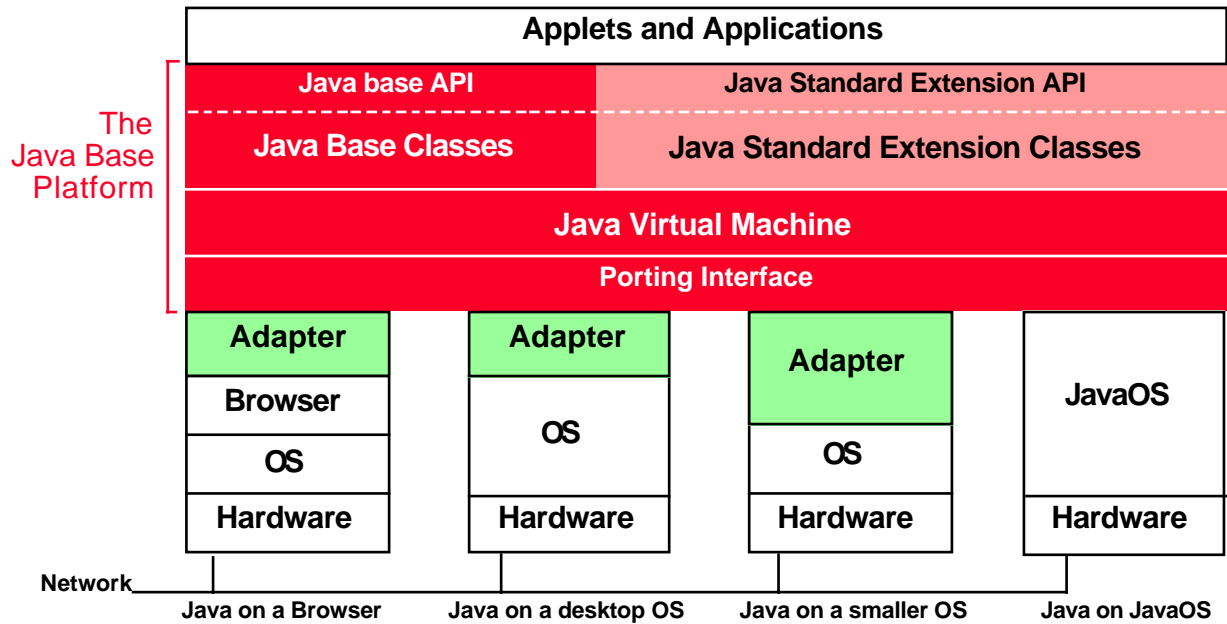 Applets and Applications
Java base API
Java Standard Extension API
The
Java Base
Platform
Java Base Classes
Java Standard Extension Classes
Java Virtual Machine
Porting Interface
Adapter
Browser
OS
Hardware
Adapter
OS
Hardware
Adapter
OS
Hardware
JavaOS
Hardware
Network
Java on a Browser
Java on a desktop OS
Java on a smaller OS
Java on JavaOS